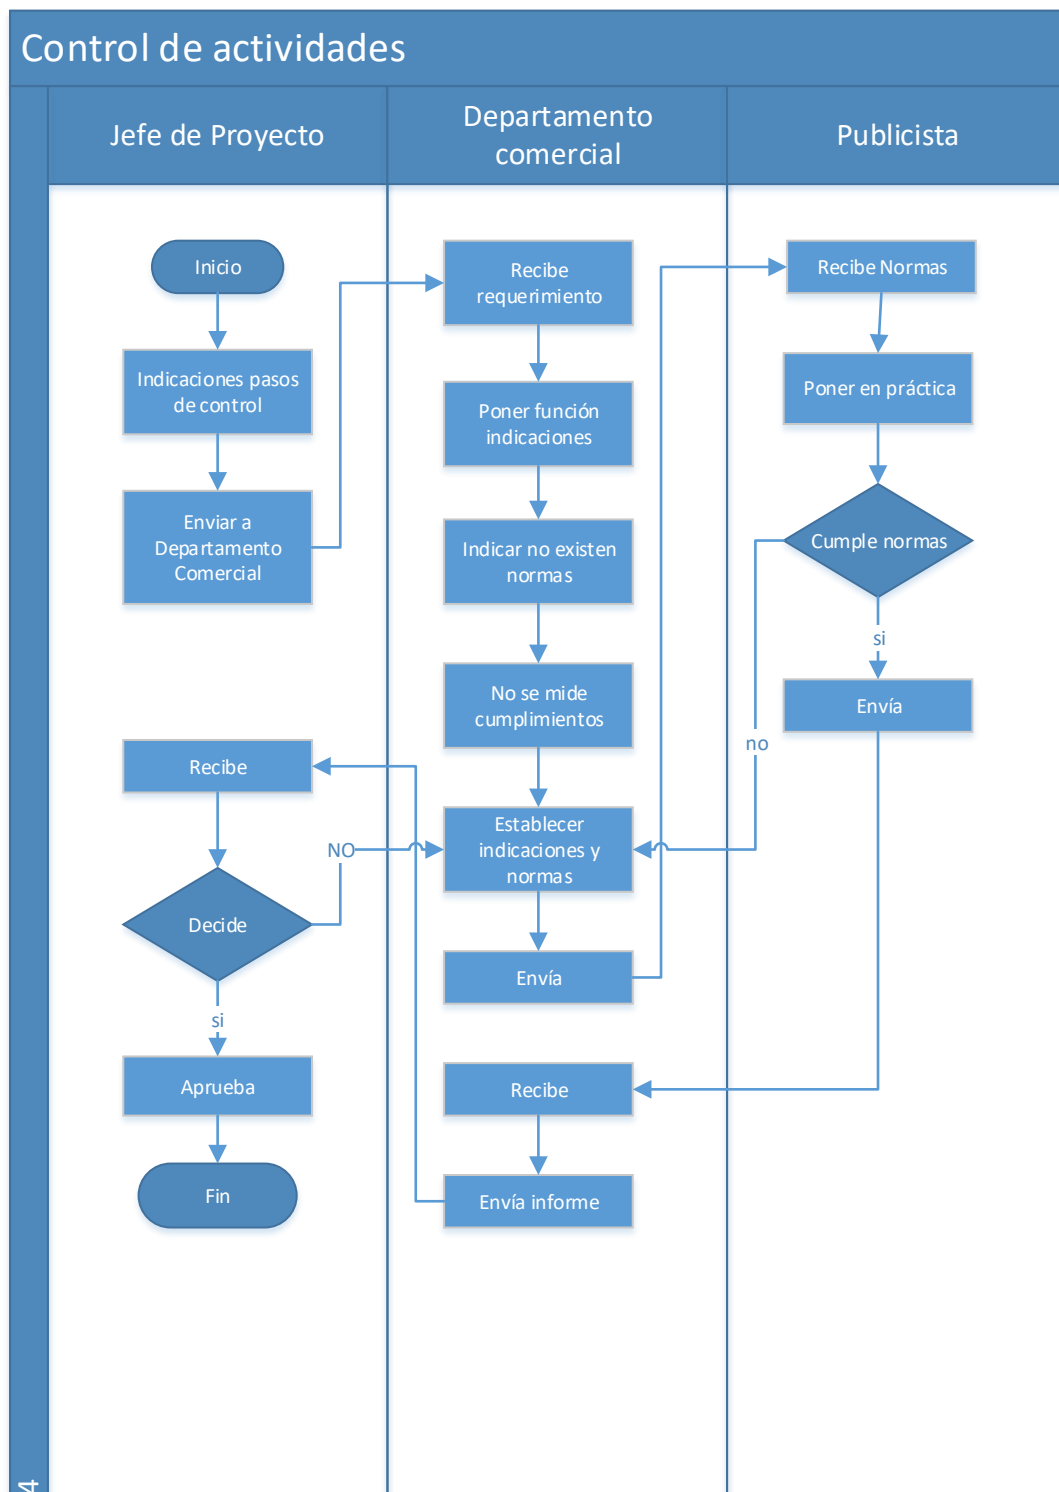 Control de actividades
Jefe de Proyecto
Departamento
comercial
Publicista
Inicio
Indicaciones pasos
de control
Enviar a
Departamento
Comercial
Recibe
Decide
NO
si
Aprueba
Fin
Recibe
requerimiento
Poner función
indicaciones
Indicar no existen
normas
No se mide
cumplimientos
Establecer
indicaciones y
normas
Envía
Recibe
Envía informe
Recibe Normas
Poner en práctica
Cumple normas
si
no
Envía
4